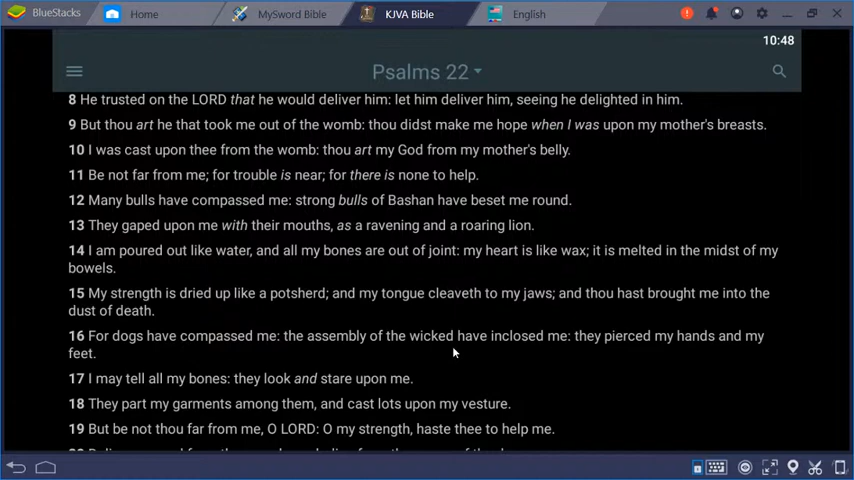 BlueStacks Home MySword Bible KJVA Bible English
10:48
Psalms 22
8 He trusted on the LORD that he would deliver him: let him deliver him, seeing he delighted in him.
9 But thou art he that took me out of the womb: thou didst make me hope when I was upon my mother's breasts.
10 I was cast upon thee from the womb: thou art my God from my mother's belly.
11 Be not far from me; for trouble is near; for there is none to help.
12 Many bulls have compassed me: strong bulls of Bashan have beset me round.
13 They gaped upon me with their mouths, as a ravening and a roaring lion.
14 I am poured out like water, and all my bones are out of joint: my heart is like wax; it is melted in the midst of my
bowels.
15 My strength is dried up like a potsherd; and my tongue cleaveth to my jaws; and thou hast brought me into the
dust of death.
16 For dogs have compassed me: the assembly of the wicked have inclosed me: they pierced my hands and my
feet.
17 I may tell all my bones: they look and stare upon me.
18 They part my garments among them, and cast lots upon my vesture.
19 But be not thou far from me, O LORD: O my strength, haste thee to help me.